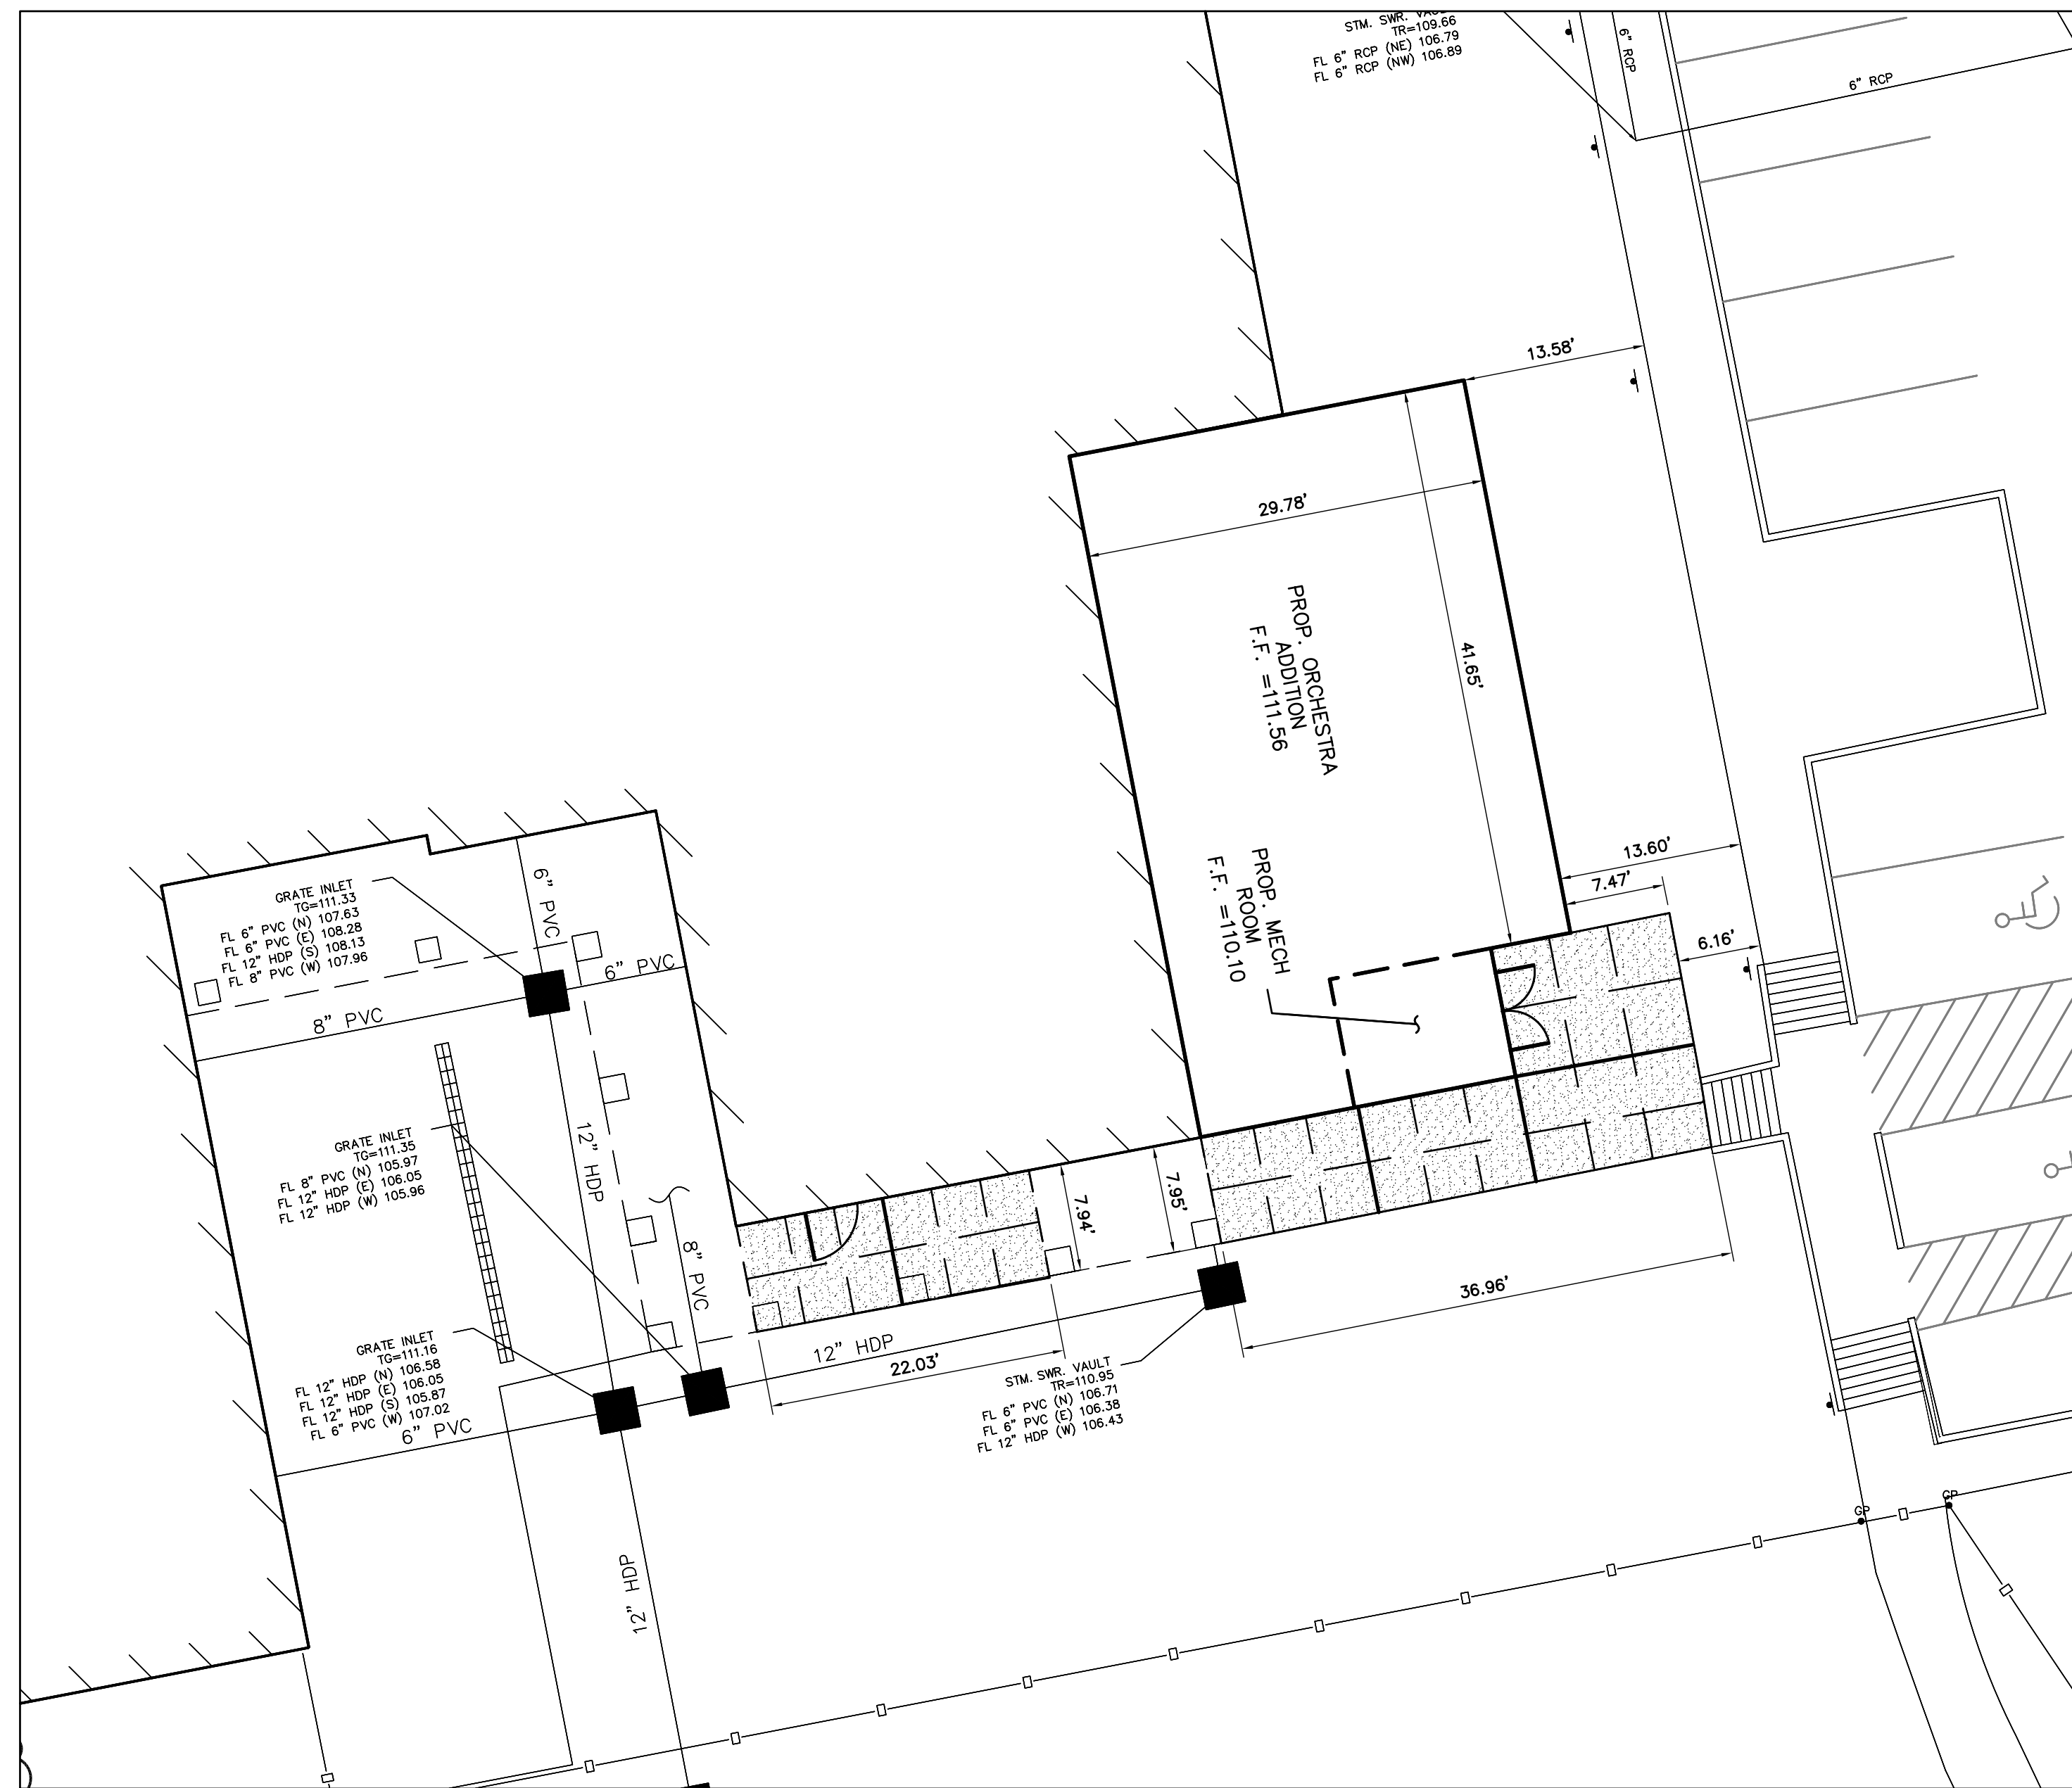 STM. SWR. VAULT
TR=109.66
FL 6" RCP (NE) 106.79
FL 6" RCP (NW) 106.89
6" RCP
6" RCP
13.58'
29.78'
41.65'
PROP. ORCHESTRA
ADDITION
F.F. =111.56
PROP. MECH
ROOM
F.F. =110.10
13.60'
7.47'
6.16'
GRATE INLET
TG=111.33
FL 6" PVC (N) 107.63
FL 6" PVC (E) 108.28
FL 12" HDP (S) 108.13
FL 8" PVC (W) 107.96
6" PVC
6" PVC
8" PVC
12" HDP
GRATE INLET
TG=111.35
FL 8" PVC (N) 105.97
FL 12" HDP (E) 106.05
FL 12" HDP (W) 105.96
8" PVC
7.94'
7.95'
36.96'
12" HDP
22.03'
GRATE INLET
TG=111.16
FL 12" HDP (N) 106.58
FL 12" HDP (E) 106.05
FL 12" HDP (S) 105.87
FL 6" PVC (W) 107.02
6" PVC
STM. SWR. VAULT
TR=110.95
FL 6" PVC (N) 106.71
FL 6" PVC (E) 106.38
FL 12" HDP (W) 106.43
12" HDP
GP
GP